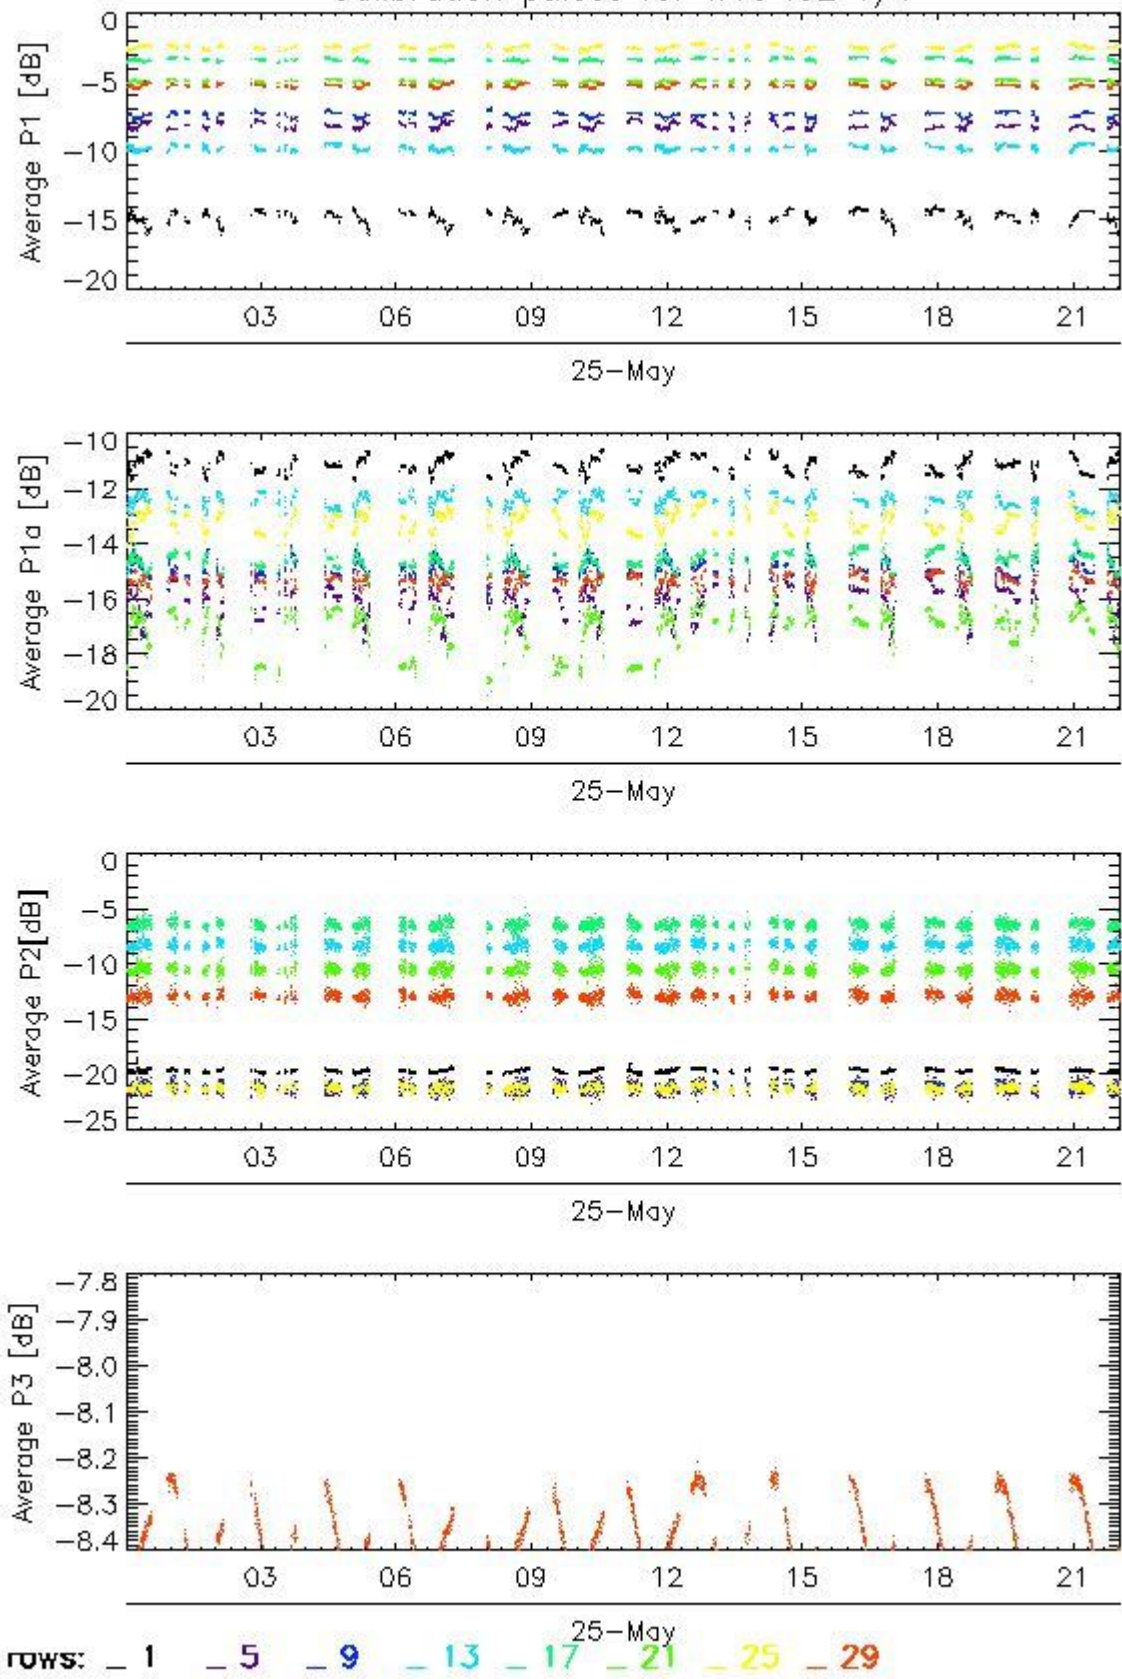 Average P1 [dB]
0
-5
-10
-15
-20
03 06 09 12 15 18 21
25-May
Average P1a [dB]
-10
-12
-14
-16
-18
-20
03 06 09 12 15 18 21
25-May
Average P2[dB]
0
-5
-10
-15
-20
-25
03 06 09 12 15 18 21
25-May
Average P3 [dB]
-7.8
-7.9
-8.0
-8.1
-8.2
-8.3
-8.4
03 06 09 12 15 18 21
25-May
rows: _ 1 _ 5 _ 9 _ 13 _ 17 _ 21 _ 25 _ 29